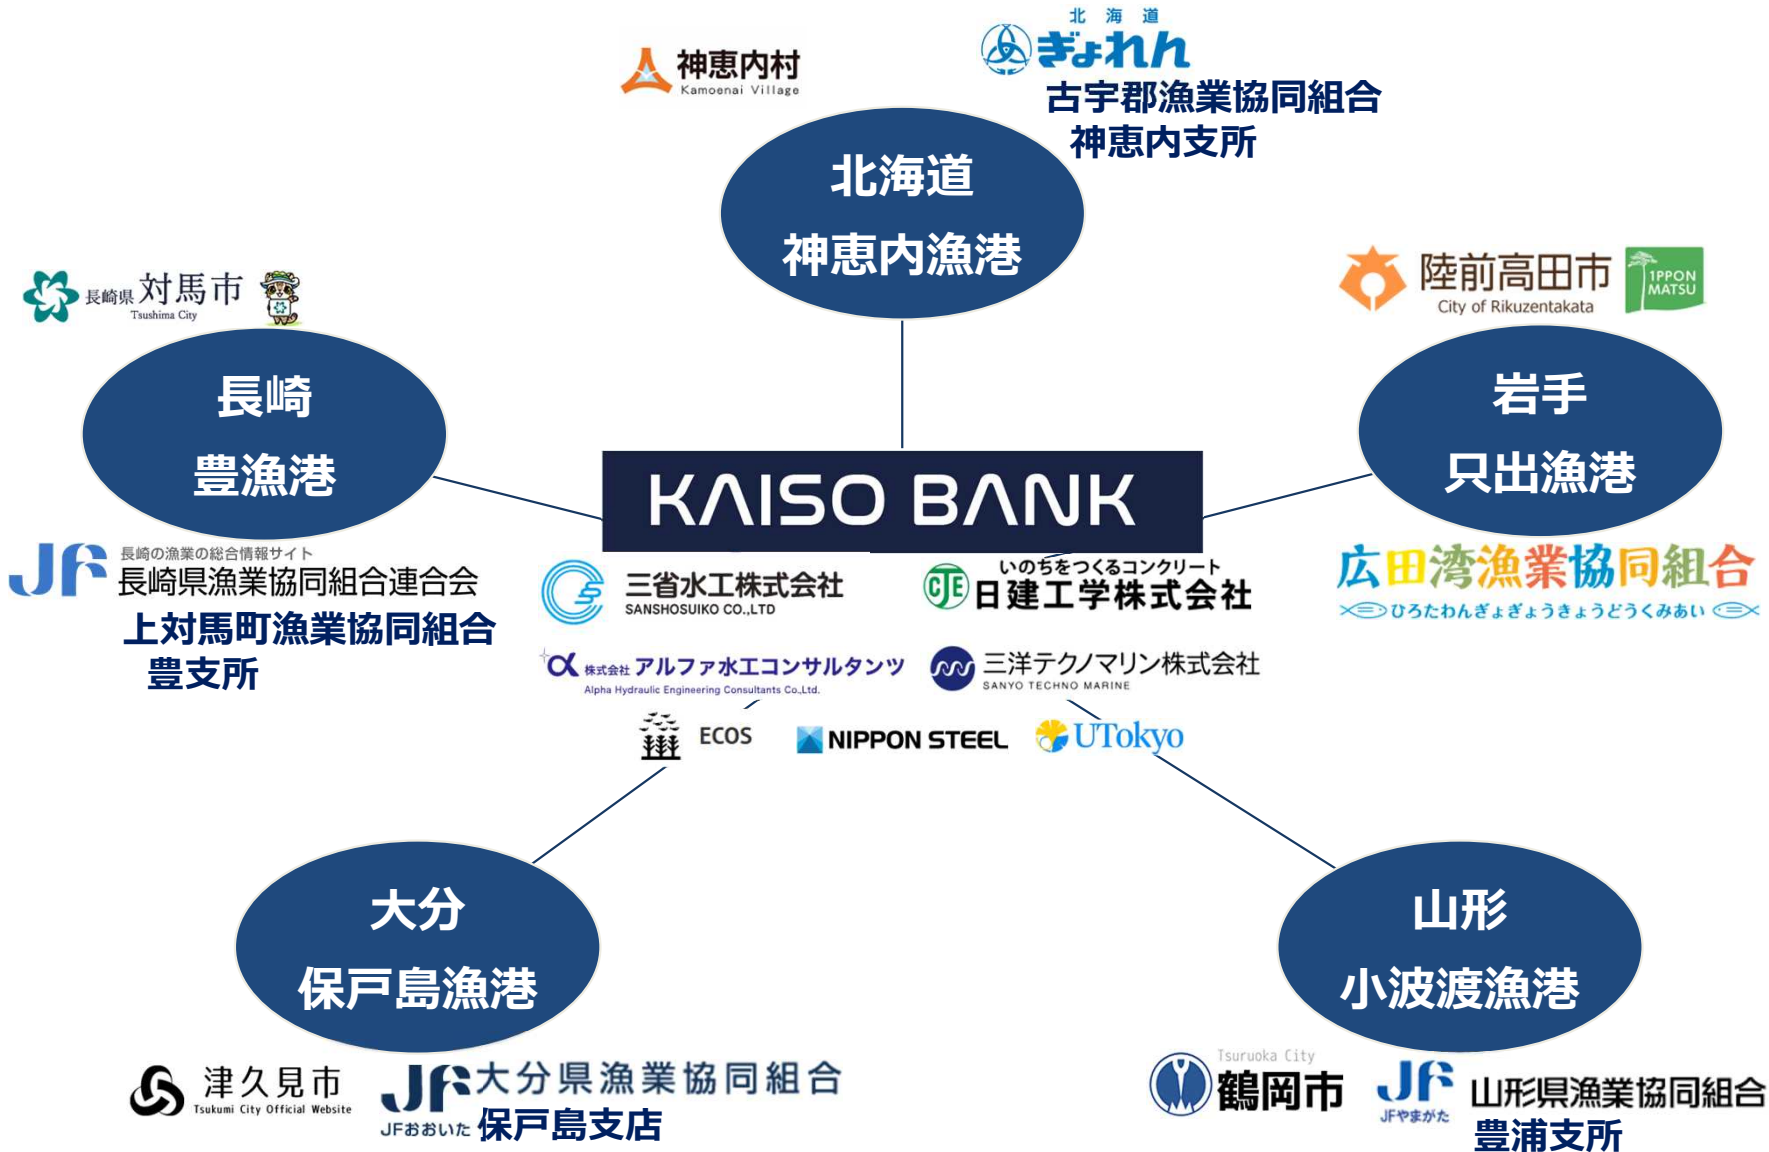 神恵内村
Kamoenai Village
北海道
ぎょれん
古宇郡漁業協同組合
神恵内支所
北海道
神恵内漁港
長崎県 対馬市
Tsushima City
長崎
豊漁港
JF 長崎の漁業の総合情報サイト
長崎県漁業協同組合連合会
上対馬町漁業協同組合
豊支所
陸前高田市
City of Rikuzentakata
1PPON
MATSU
岩手
只出漁港
広田湾漁業協同組合
ひろたわんぎょぎょうきょうどうくみあい
KAISO BANK
三省水工株式会社
SANSHOSUIKO CO.,LTD
いのちをつくるコンクリート
CJE 日建工学株式会社
α 株式会社 アルファ水工コンサルタンツ
Alpha Hydraulic Engineering Consultants Co.,Ltd.
三洋テクノマリン株式会社
SANYO TECHNO MARINE
ECOS
NIPPON STEEL
UTokyo
大分
保戸島漁港
津久見市
Tsukumi City Official Website
JF大分県漁業協同組合
JFおおいた 保戸島支店
山形
小波渡漁港
Tsuruoka City
鶴岡市
JF 山形県漁業協同組合
JFやまがた
豊浦支所